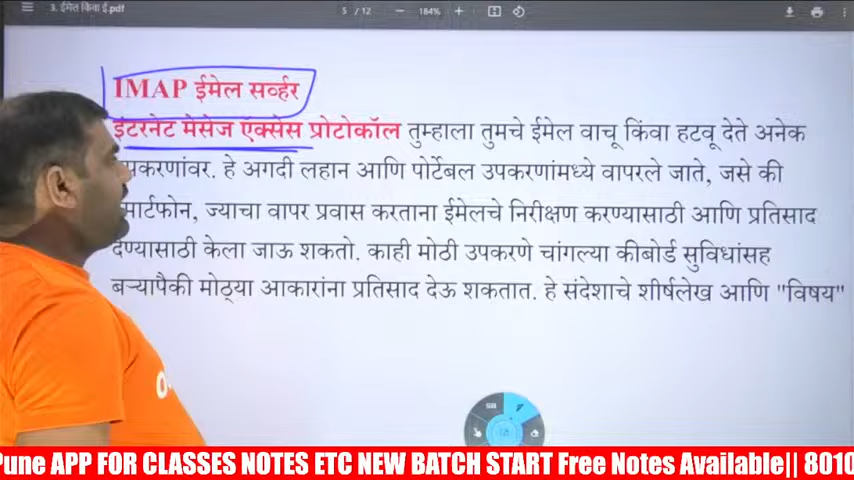 3. ईमेल किंवा ई.pdf
5 / 12
184%
IMAP ईमेल सर्व्हर
इंटरनेट मेसेज ऍक्सेस प्रोटोकॉल तुम्हाला तुमचे ईमेल वाचू किंवा हटवू देते अनेक
उपकरणांवर. हे अगदी लहान आणि पोर्टेबल उपकरणांमध्ये वापरले जाते, जसे की
स्मार्टफोन, ज्याचा वापर प्रवास करताना ईमेलचे निरीक्षण करण्यासाठी आणि प्रतिसाद
देण्यासाठी केला जाऊ शकतो. काही मोठी उपकरणे चांगल्या कीबोर्ड सुविधांसह
बऱ्यापैकी मोठ्या आकारांना प्रतिसाद देऊ शकतात. हे संदेशाचे शीर्षलेख आणि "विषय"
Pune APP FOR CLASSES NOTES ETC NEW BATCH START Free Notes Available|| 8010